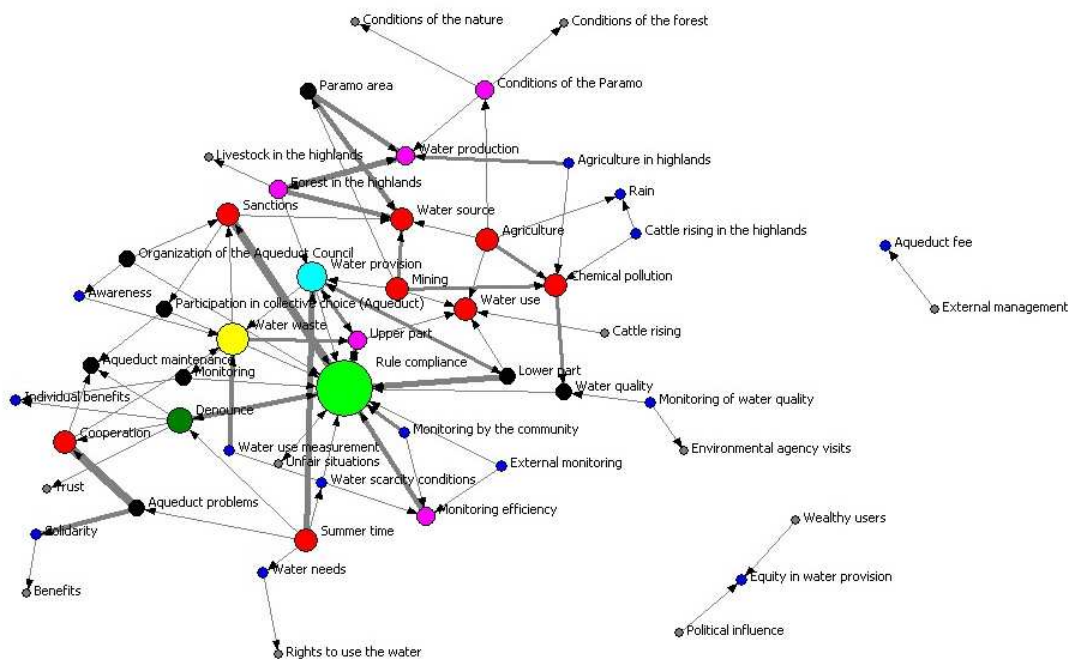 Conditions of the nature
Conditions of the forest
Paramo area
Conditions of the Paramo
Water production
Livestock in the highlands
Agriculture in highlands
Forest in the highlands
Rain
Sanctions
Water source
Agriculture
Cattle rising in the highlands
Aqueduct fee
Organization of the Aqueduct Council
Water provision
Chemical pollution
Mining
Awareness
Participation in collective choice (Aqueduct)
Water use
External management
Water waste
Upper part
Cattle rising
Aqueduct maintenance
Rule compliance
Monitoring
Lower part
Water quality
Individual benefits
Denounce
Monitoring of water quality
Cooperation
Monitoring by the community
Water use measurement
Environmental agency visits
Unfair situations
External monitoring
Trust
Water scarcity conditions
Aqueduct problems
Monitoring efficiency
Wealthy users
Solidarity
Summer time
Water needs
Equity in water provision
Benefits
Political influence
Rights to use the water